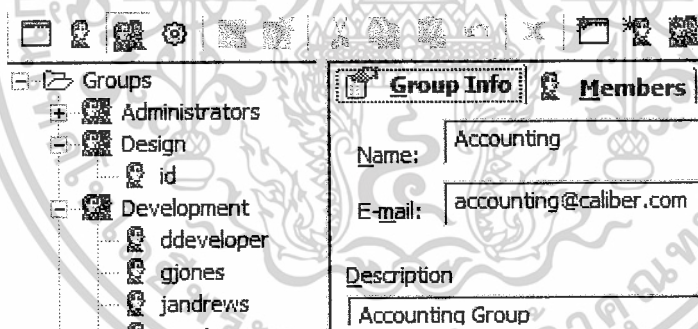 Groups
Administrators
Design
id
Development
ddeveloper
gjones
jandrews
Group Info
Members
Name:
Accounting
E-mail:
accounting@caliber.com
Description
Accounting Group